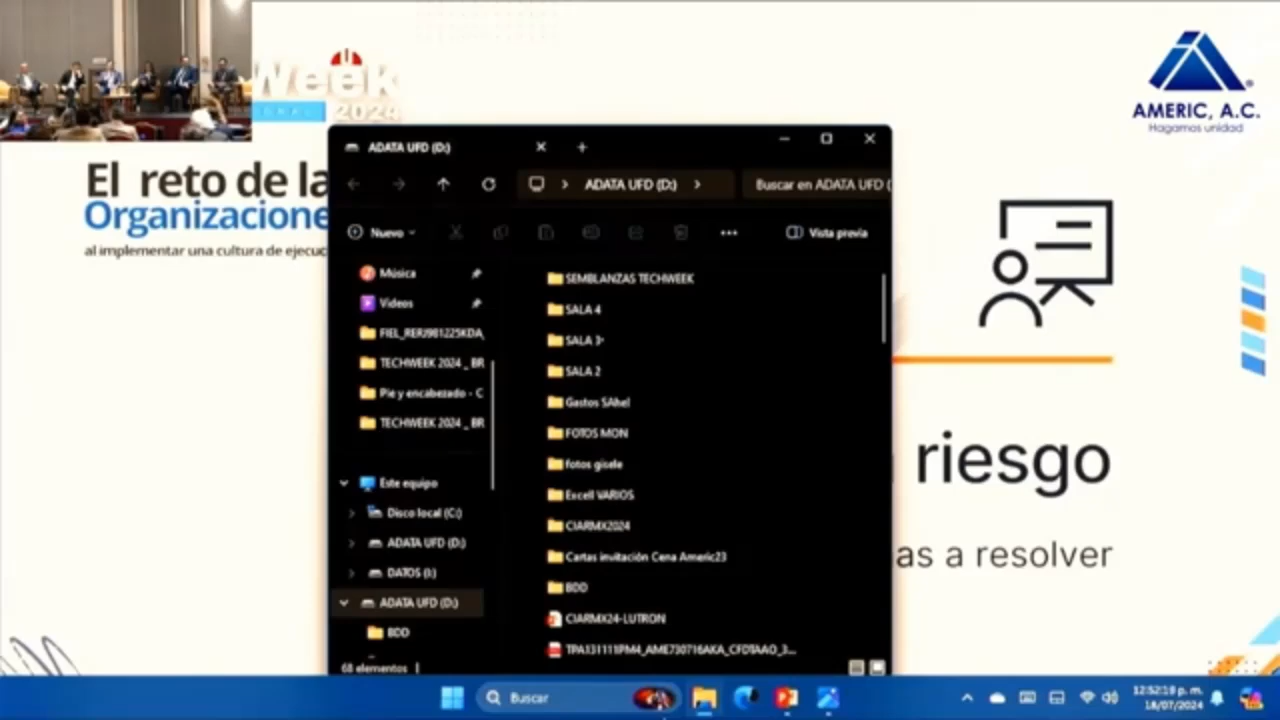 Week
2024
AMERIC, A.C.
Hagamos unidad
El reto de la
Organizacione
al implementar una cultura de ejecuc
riesgo
as a resolver
ADATA UFD (D:)
ADATA UFD (D:)
Buscar en ADATA UFD (
Nuevo
Vista previa
Música
Videos
FIEL_RERJ981225KDA_
TECHWEEK 2024 _ BR
Pie y encabezado - C
TECHWEEK 2024 _ BR
Este equipo
Disco local (C:)
ADATA UFD (D:)
DATOS (I:)
ADATA UFD (D:)
BDD
SEMBLANZAS TECHWEEK
SALA 4
SALA 3-
SALA 2
Gastos SAhel
FOTOS MON
fotos gisele
Excell VARIOS
CIARMX2024
Cartas invitación Cena Americ23
BDD
CIARMX24-LUTRON
TPA131111PM4_AME730716AKA_CFDTAAO_3...
68 elementos
Buscar
12:52:19 p. m.
18/07/2024